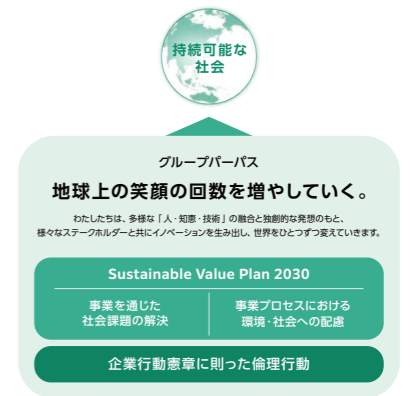 持続可能な
社会
グループパーパス
地球上の笑顔の回数を増やしていく。
わたしたちは、多様な「人・知恵・技術」の融合と独創的な発想のもと、
様々なステークホルダーと共にイノベーションを生み出し、世界をひとつずつ変えていきます。
Sustainable Value Plan 2030
事業を通じた
社会課題の解決
事業プロセスにおける
環境・社会への配慮
企業行動憲章に則った倫理行動